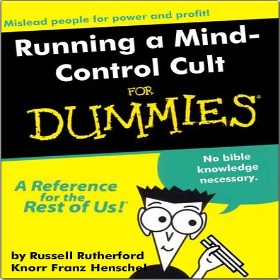 Mislead people for power and profit!
Running a Mind-
Control Cult
FOR
DUMMIES®
No bible
knowledge
necessary.
A Reference
for the
Rest of Us!®
by Russell Rutherford
Knorr Franz Henschel